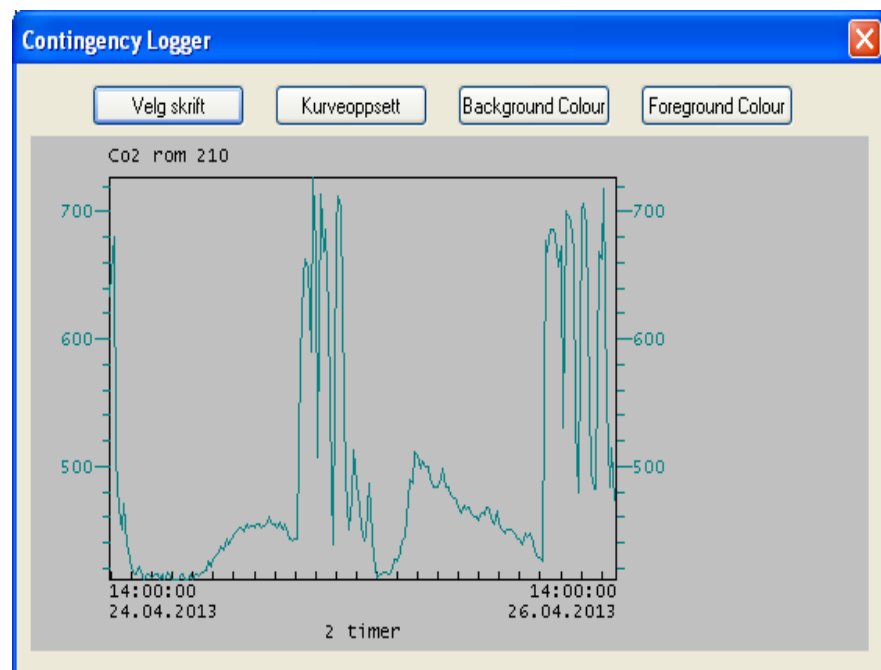 Contingency Logger
Velg skrift Kurveoppsett Background Colour Foreground Colour
Co2 rom 210
700 700
600 600
500 500
14:00:00 14:00:00
24.04.2013 26.04.2013
2 timer